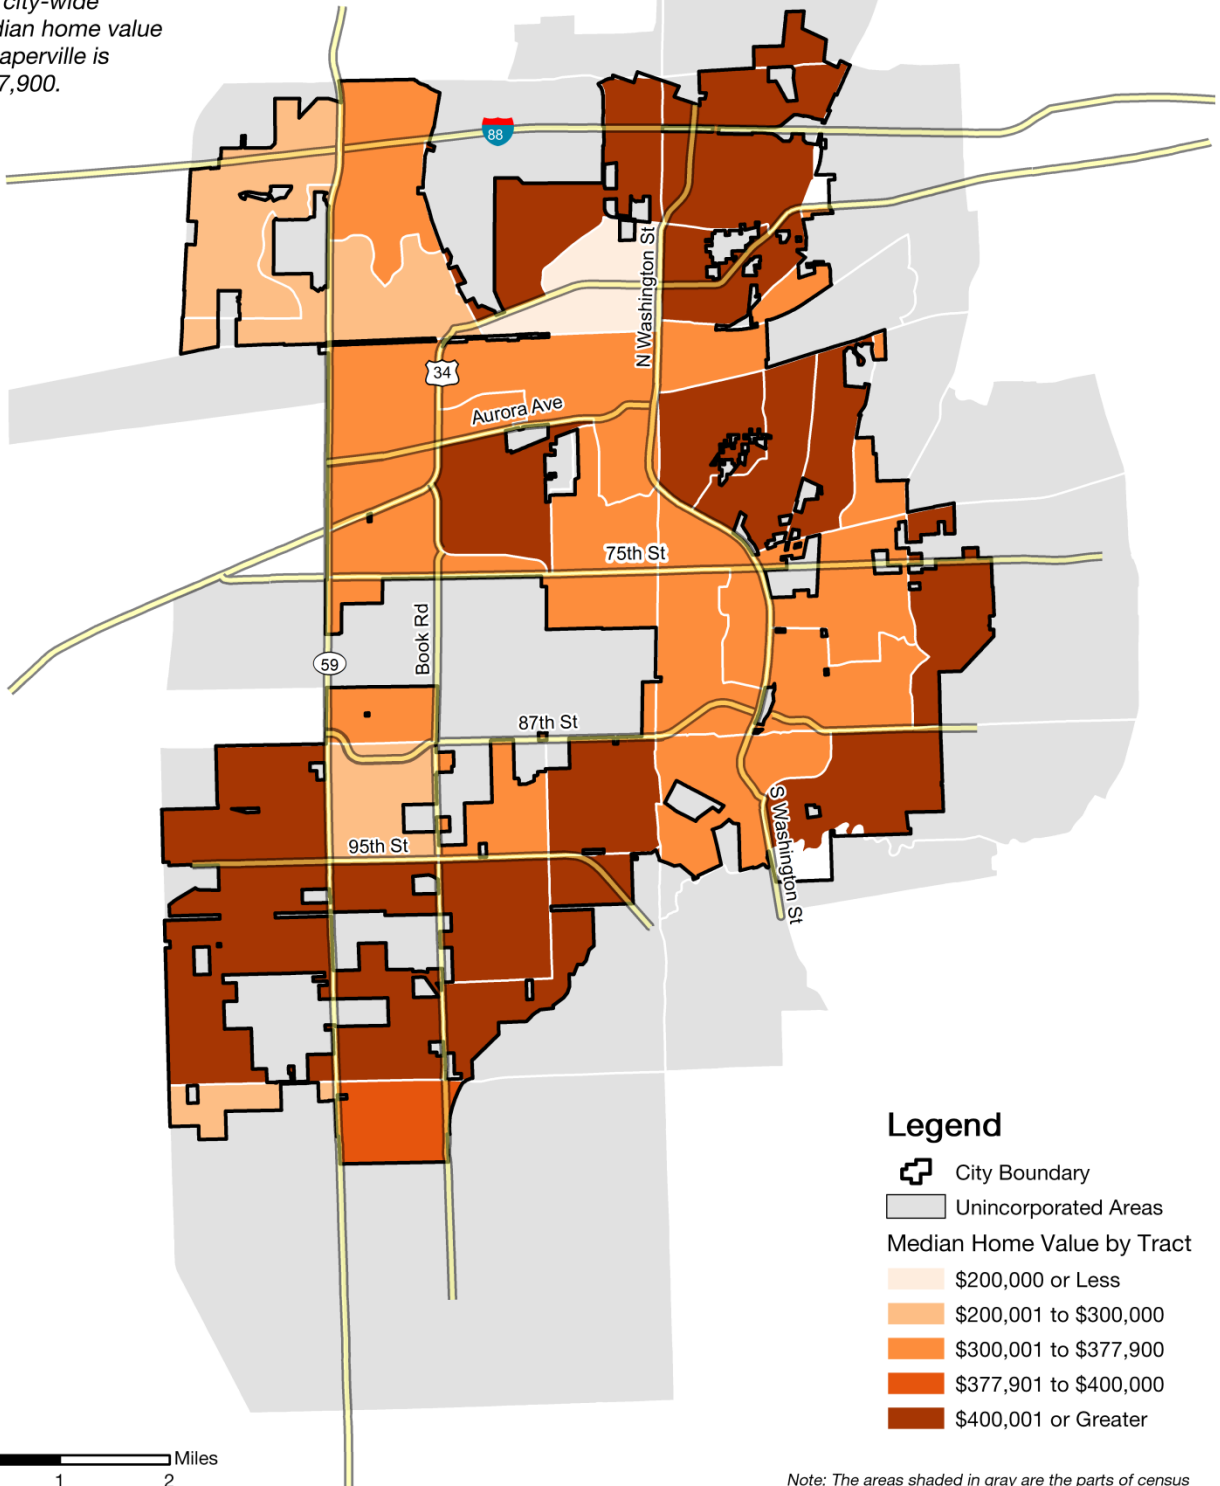 city-wide
dian home value
aperville is
7,900.
88
N Washington St
34
Aurora Ave
75th St
Book Rd
59
87th St
S Washington St
95th St
Legend
City Boundary
Unincorporated Areas
Median Home Value by Tract
$200,000 or Less
$200,001 to $300,000
$300,001 to $377,900
$377,901 to $400,000
$400,001 or Greater
Miles
1 2
Note: The areas shaded in gray are the parts of census